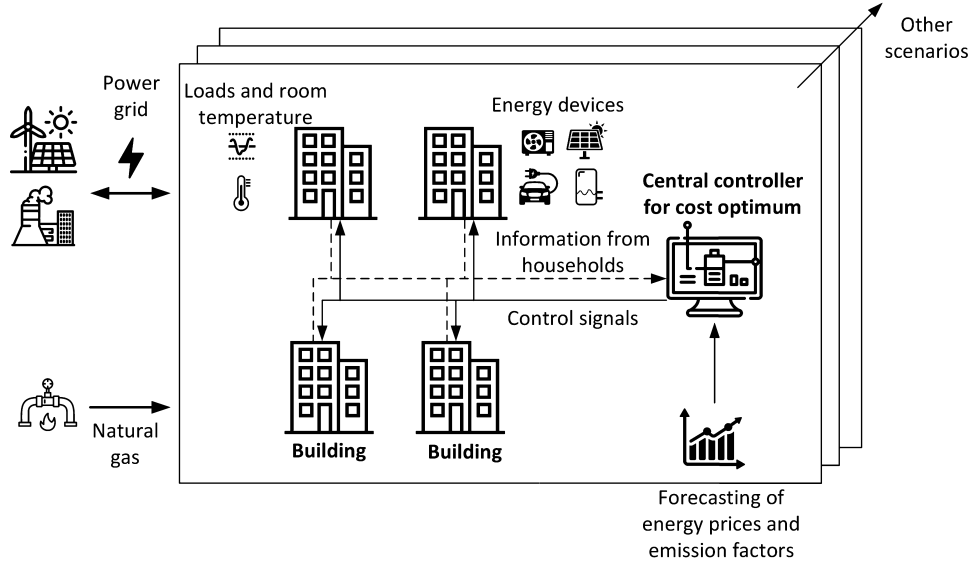 Other
scenarios
Power
grid
Loads and room
temperature
Energy devices
Central controller
for cost optimum
Information from
households
Control signals
Natural
gas
Building
Building
Forecasting of
energy prices and
emission factors